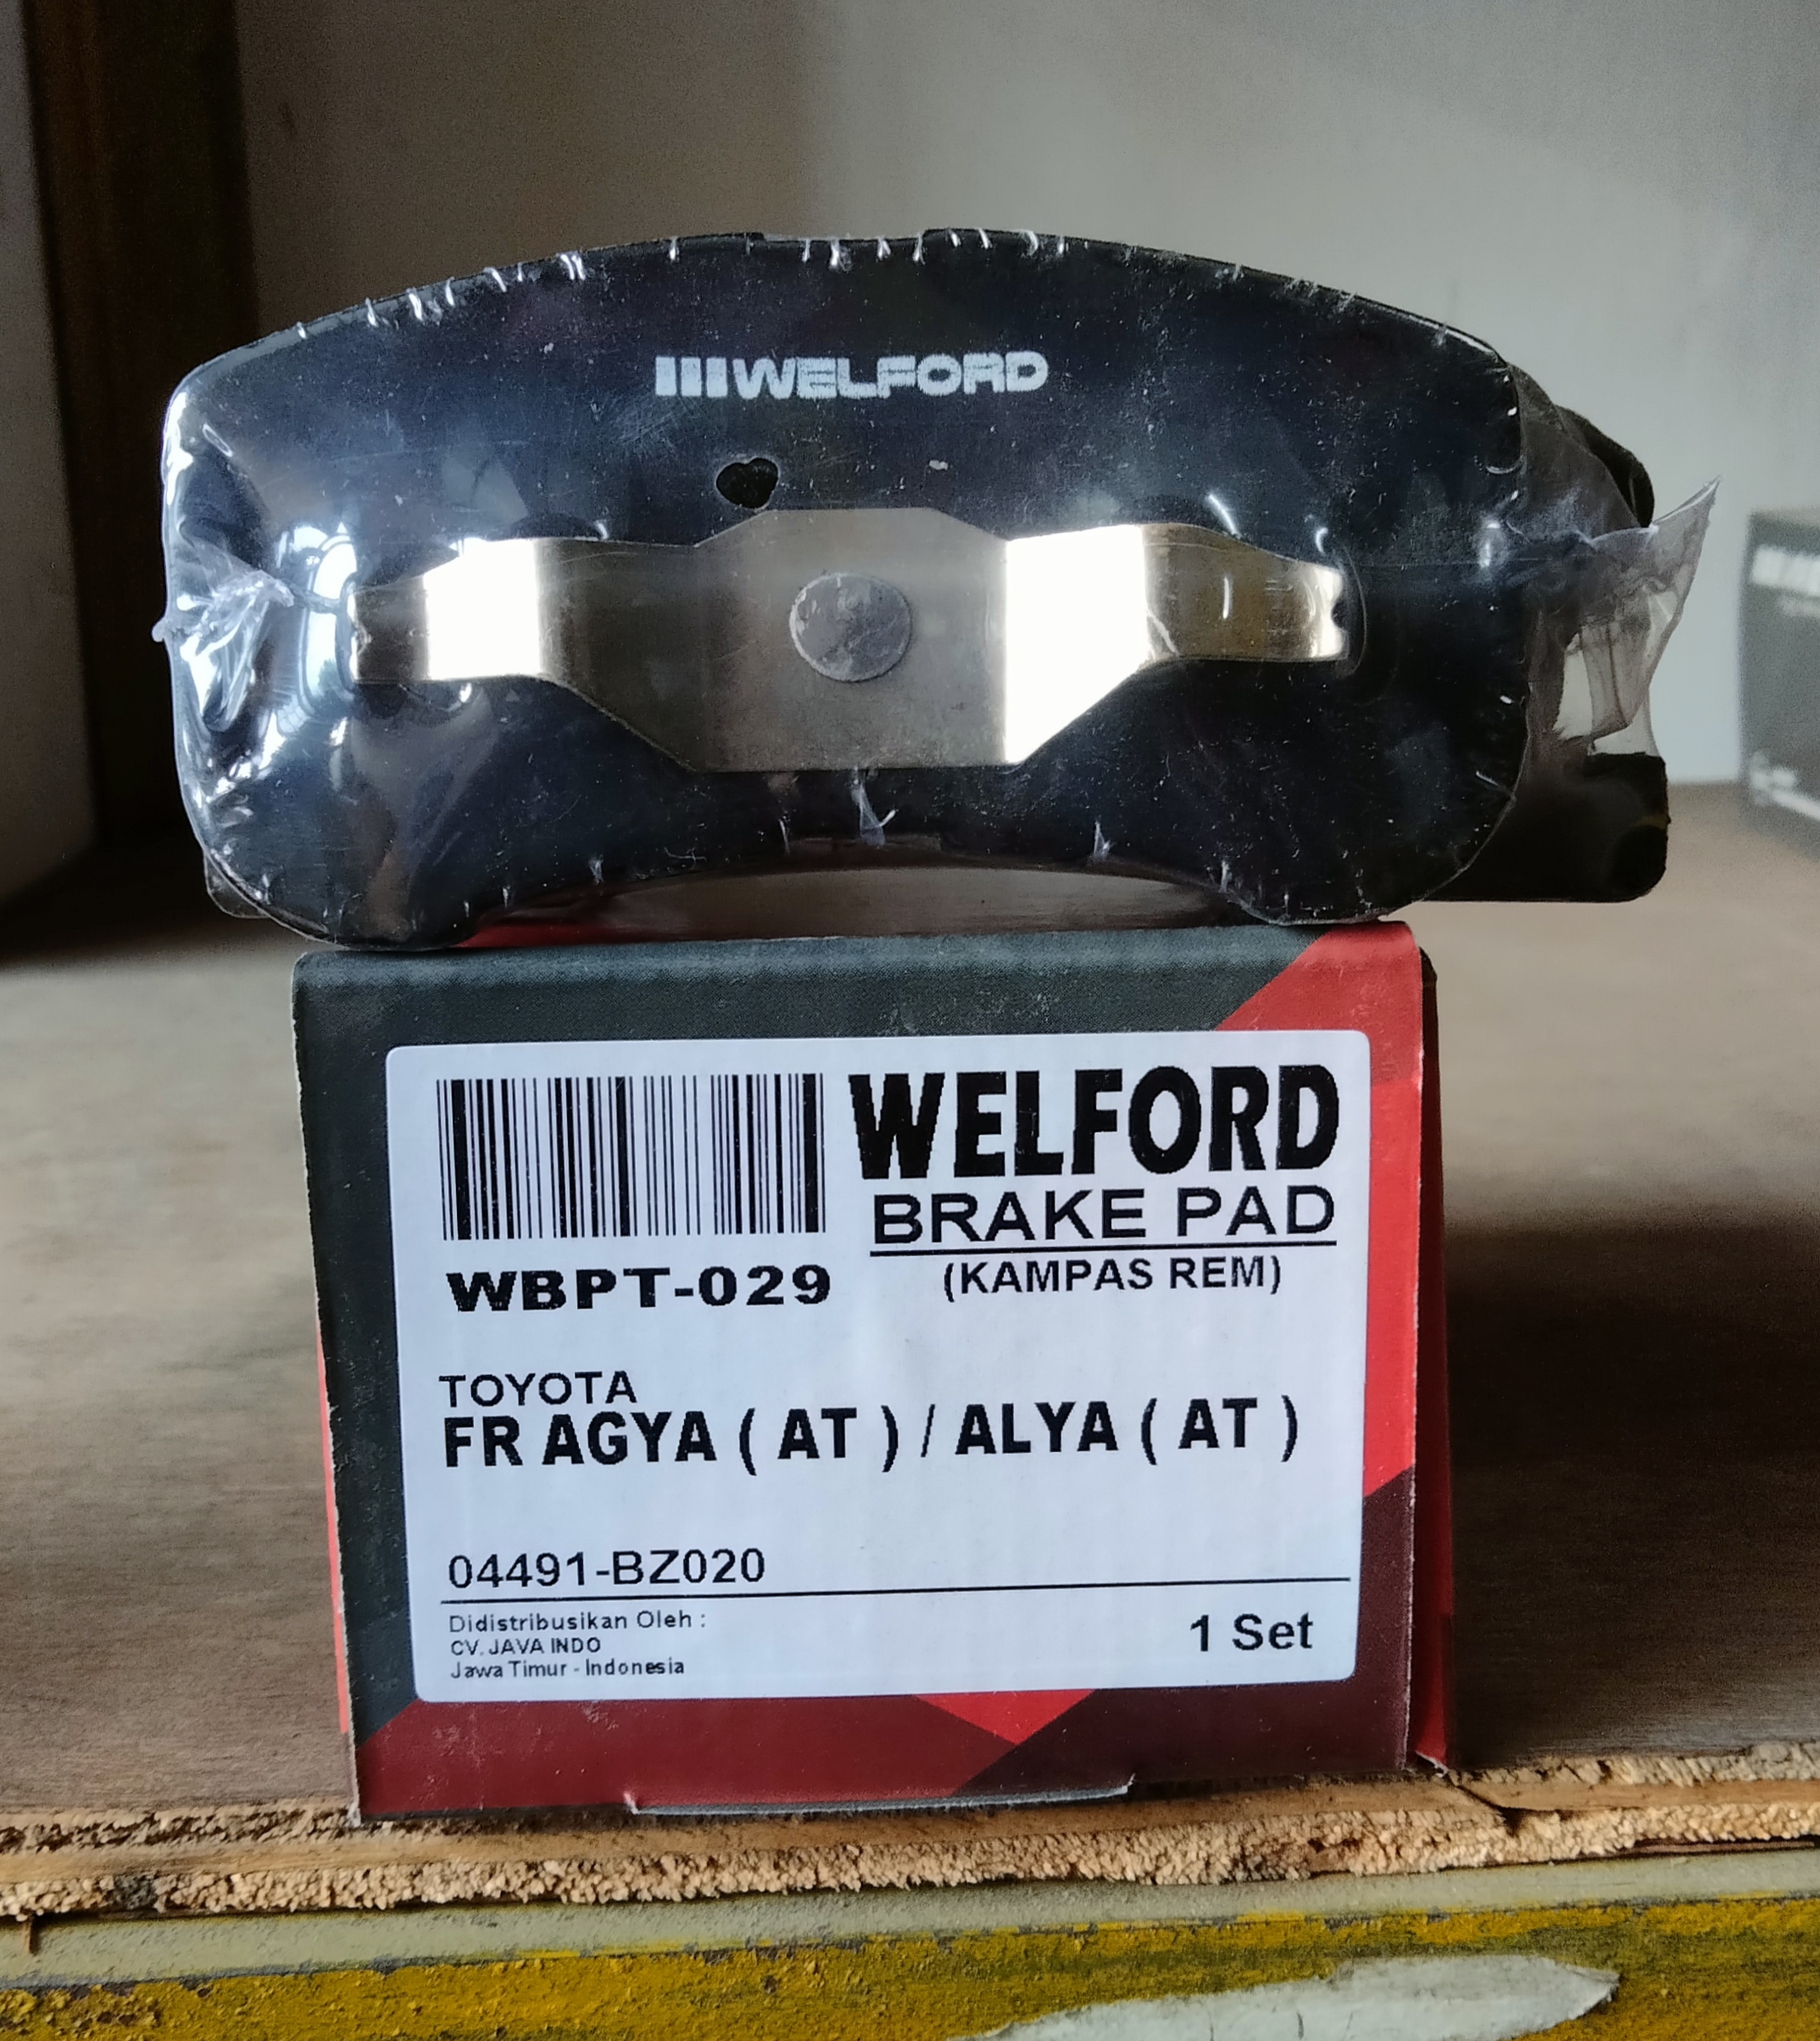 WELFORD
WELFORD
BRAKE PAD
(KAMPAS REM)
WBPT-029
TOYOTA
FR AGYA ( AT ) / ALYA ( AT )
04491-BZ020
Didistribusikan Oleh :
CV. JAVA INDO
Jawa Timur - Indonesia
1 Set